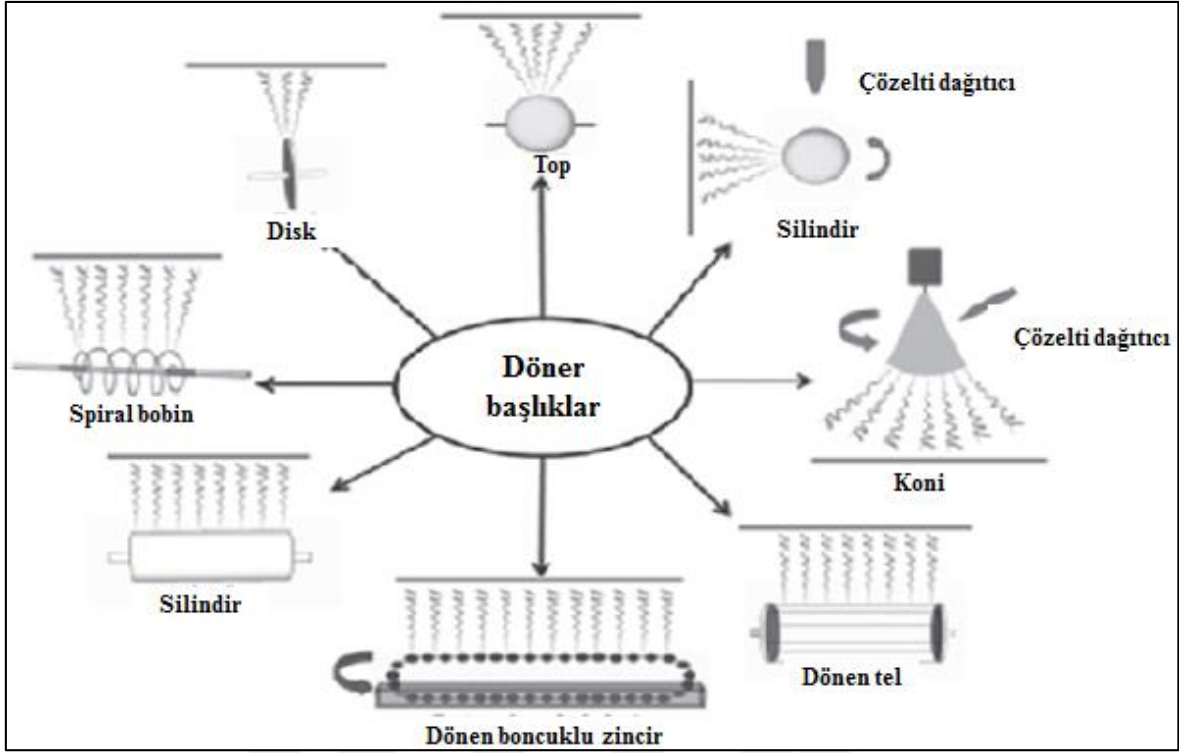 Top
Çözelti dağıtıcı
Disk
Silindir
Döner
başlıklar
Çözelti dağıtıcı
Spiral bobin
Koni
Silindir
Dönen tel
Dönen boncuklu zincir